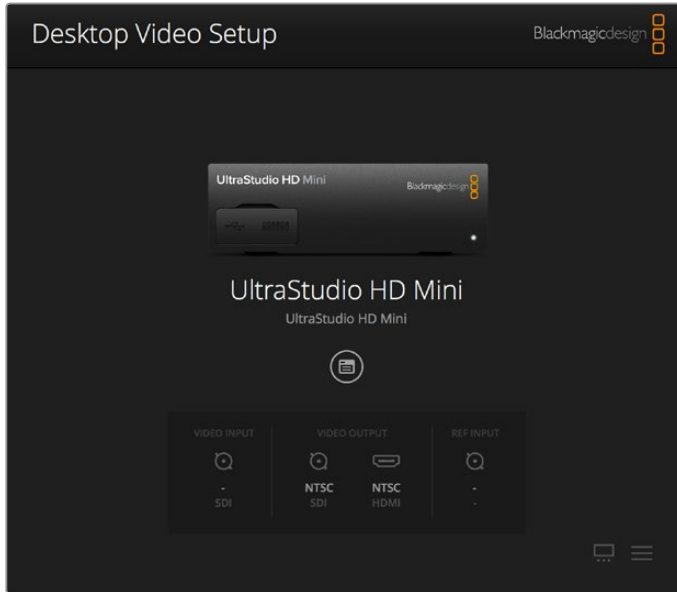 Desktop Video Setup
Blackmagicdesign
UltraStudio HD Mini
Blackmagicdesign
UltraStudio HD Mini
UltraStudio HD Mini
VIDEO INPUT VIDEO OUTPUT REF INPUT
- NTSC NTSC -
SDI SDI HDMI -